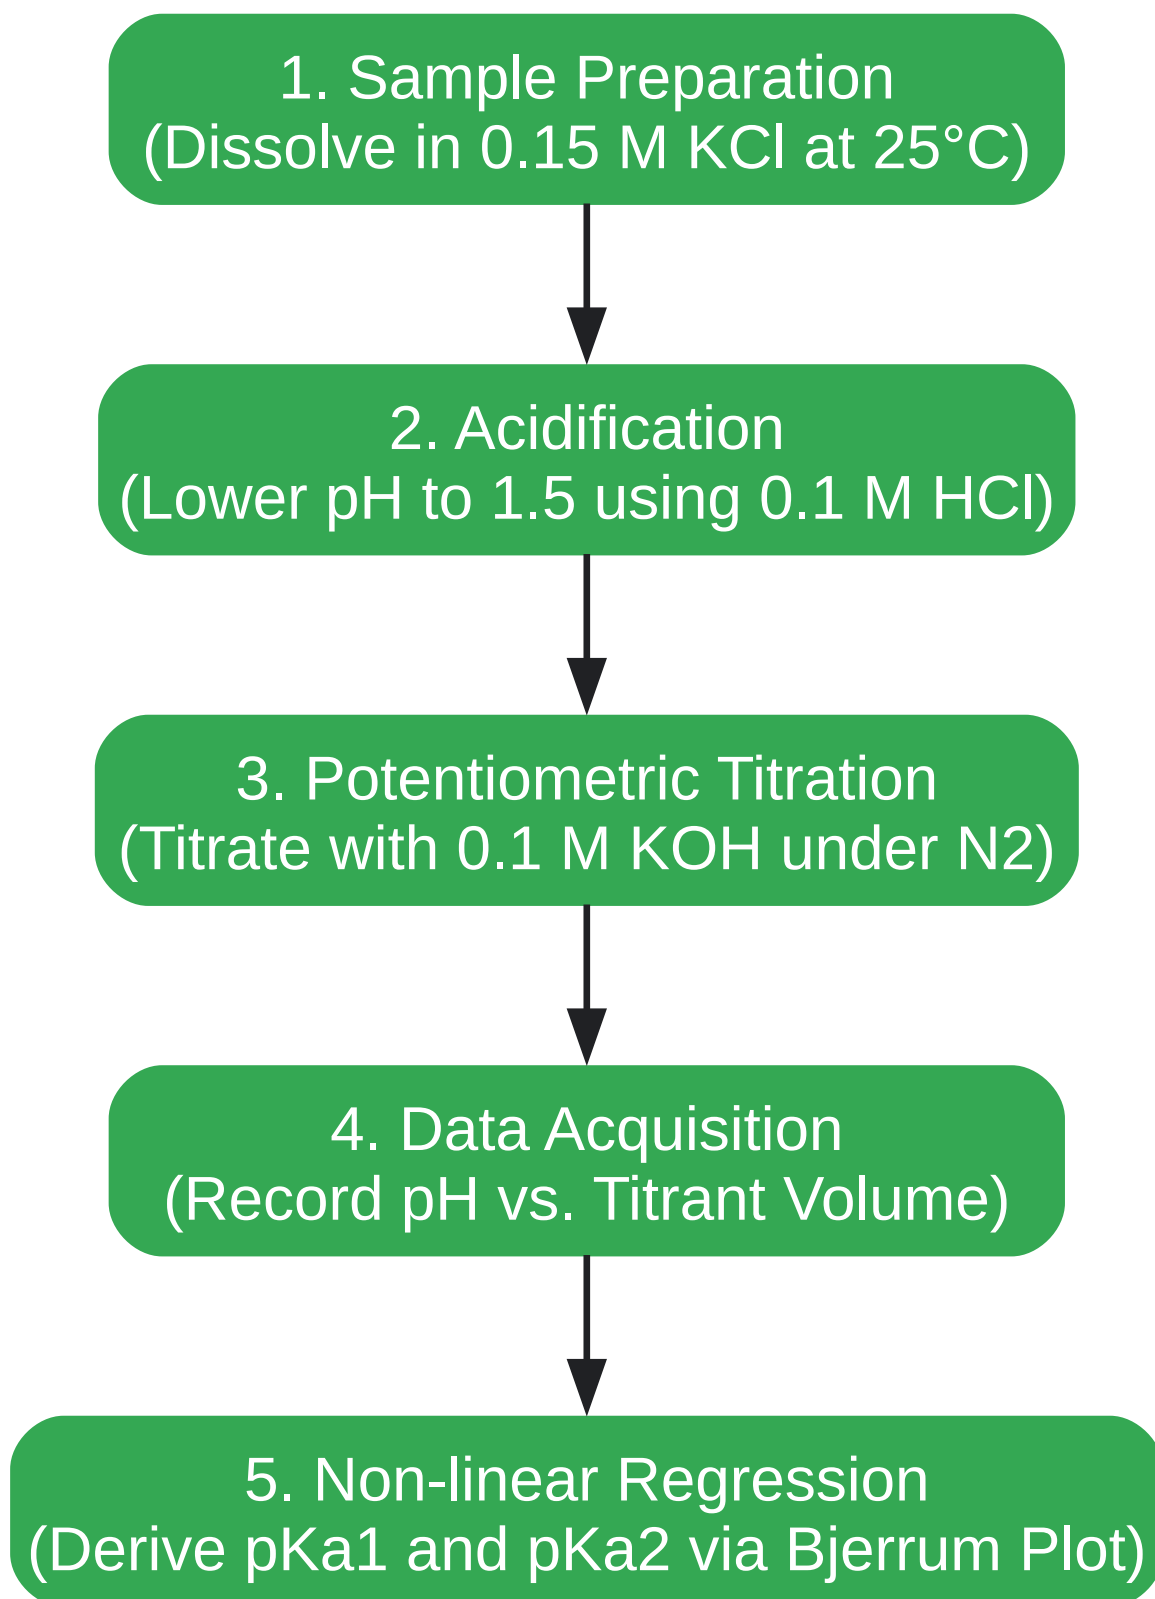 1. Sample Preparation
(Dissolve in 0.15 M KCl at 25°C)
2. Acidification
(Lower pH to 1.5 using 0.1 M HCl)
3. Potentiometric Titration
(Titrate with 0.1 M KOH under N2)
4. Data Acquisition
(Record pH vs. Titrant Volume)
5. Non-linear Regression
(Derive pKa1 and pKa2 via Bjerrum Plot)